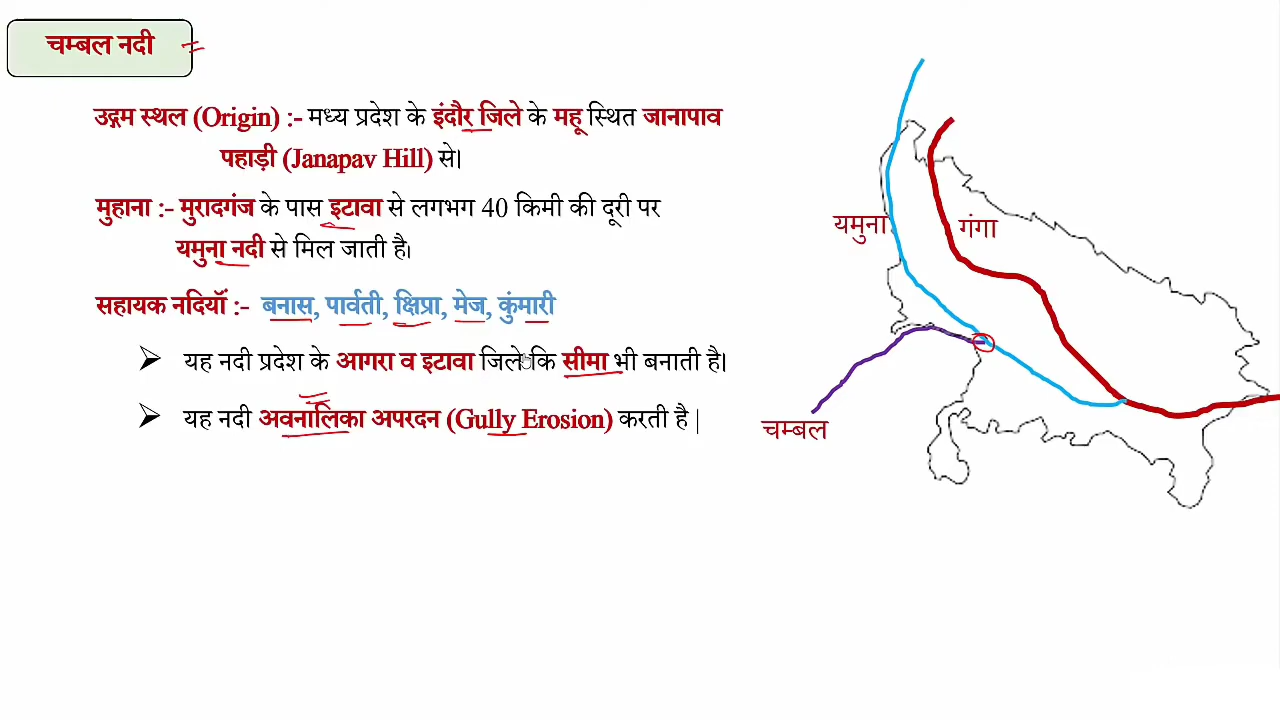 चम्बल नदी
उद्गम स्थल (Origin) :- मध्य प्रदेश के इंदौर जिले के महू स्थित जानापाव
पहाड़ी (Janapav Hill) से।
मुहाना :- मुरादगंज के पास इटावा से लगभग 40 किमी की दूरी पर
यमुना नदी से मिल जाती है।
सहायक नदियाँ :- बनास, पार्वती, क्षिप्रा, मेज, कुंमारी
यह नदी प्रदेश के आगरा व इटावा जिले कि सीमा भी बनाती है।
यह नदी अवनालिका अपरदन (Gully Erosion) करती है |
यमुना
गंगा
चम्बल